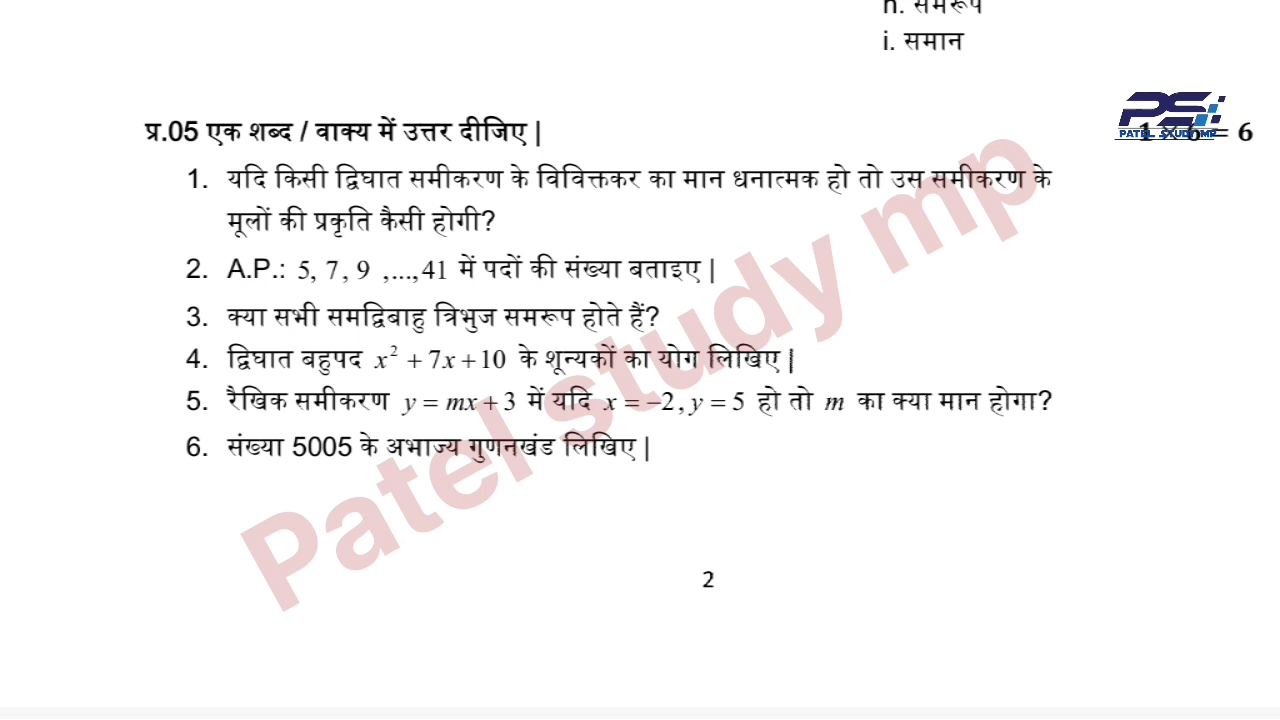 h. समरूप
i. समान
PS
PATEL STUDY MP
प्र.05 एक शब्द / वाक्य में उत्तर दीजिए | 1 × 6 = 6
1. यदि किसी द्विघात समीकरण के विविक्तकर का मान धनात्मक हो तो उस समीकरण के
मूलों की प्रकृति कैसी होगी?
2. A.P.: 5, 7, 9 ,...,41 में पदों की संख्या बताइए |
3. क्या सभी समद्विबाहु त्रिभुज समरूप होते हैं?
4. द्विघात बहुपद x² + 7x + 10 के शून्यकों का योग लिखिए |
5. रैखिक समीकरण y = mx + 3 में यदि x = −2, y = 5 हो तो m का क्या मान होगा?
6. संख्या 5005 के अभाज्य गुणनखंड लिखिए |
Patel study mp
2